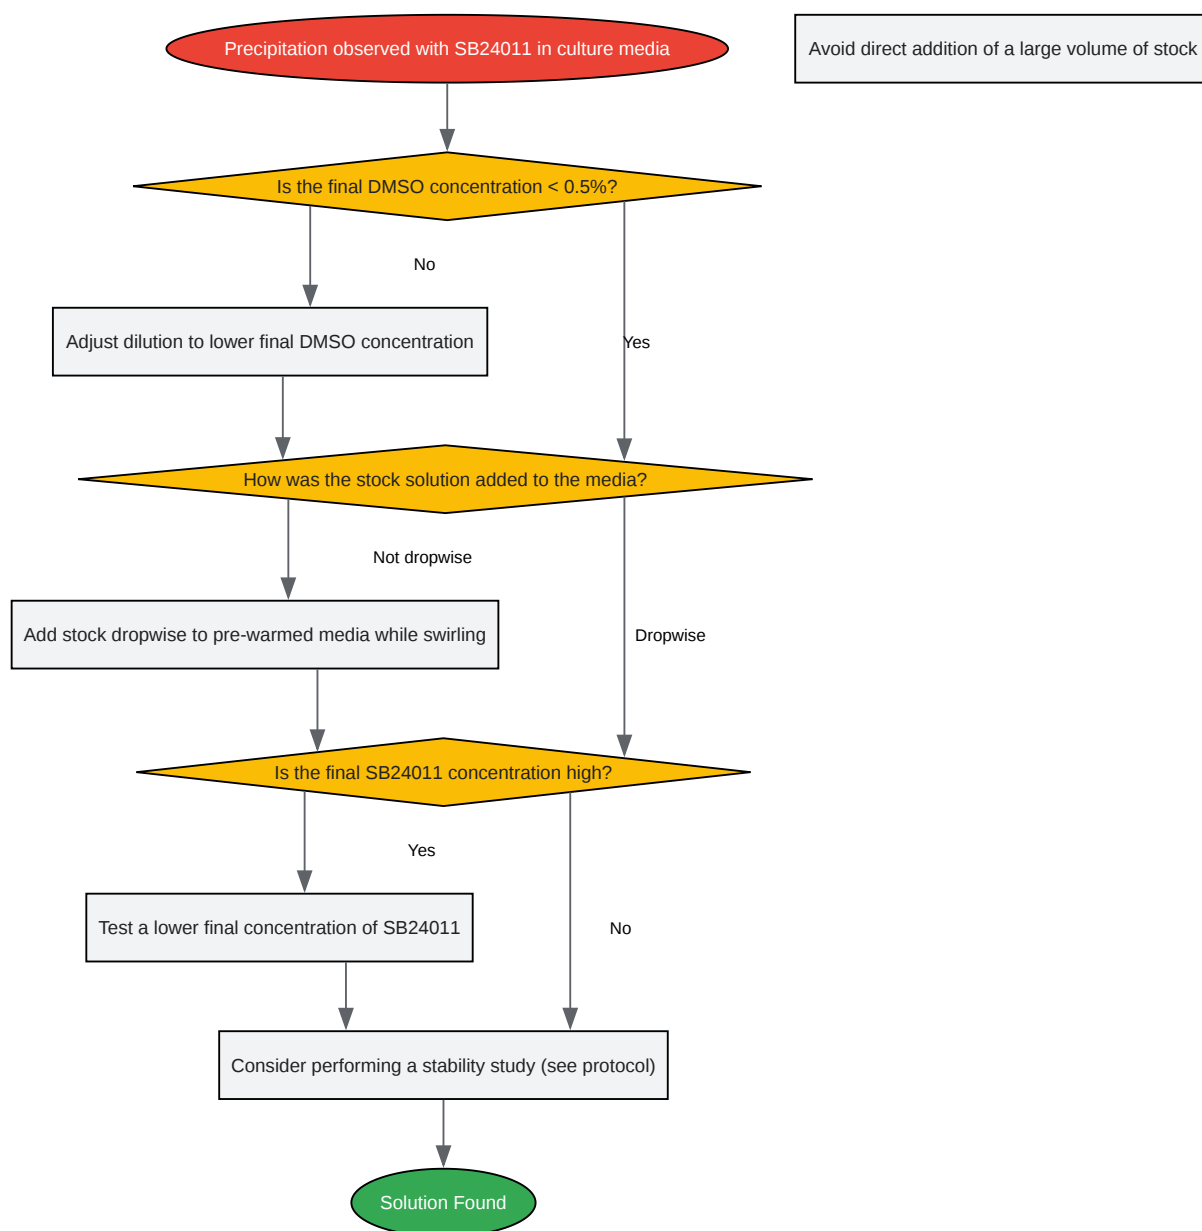 Precipitation observed with SB24011 in culture media
Avoid direct addition of a large volume of stock
Is the final DMSO concentration < 0.5%?
No
Adjust dilution to lower final DMSO concentration
Yes
How was the stock solution added to the media?
Not dropwise
Add stock dropwise to pre-warmed media while swirling
Dropwise
Is the final SB24011 concentration high?
Yes
Test a lower final concentration of SB24011
No
Consider performing a stability study (see protocol)
Solution Found